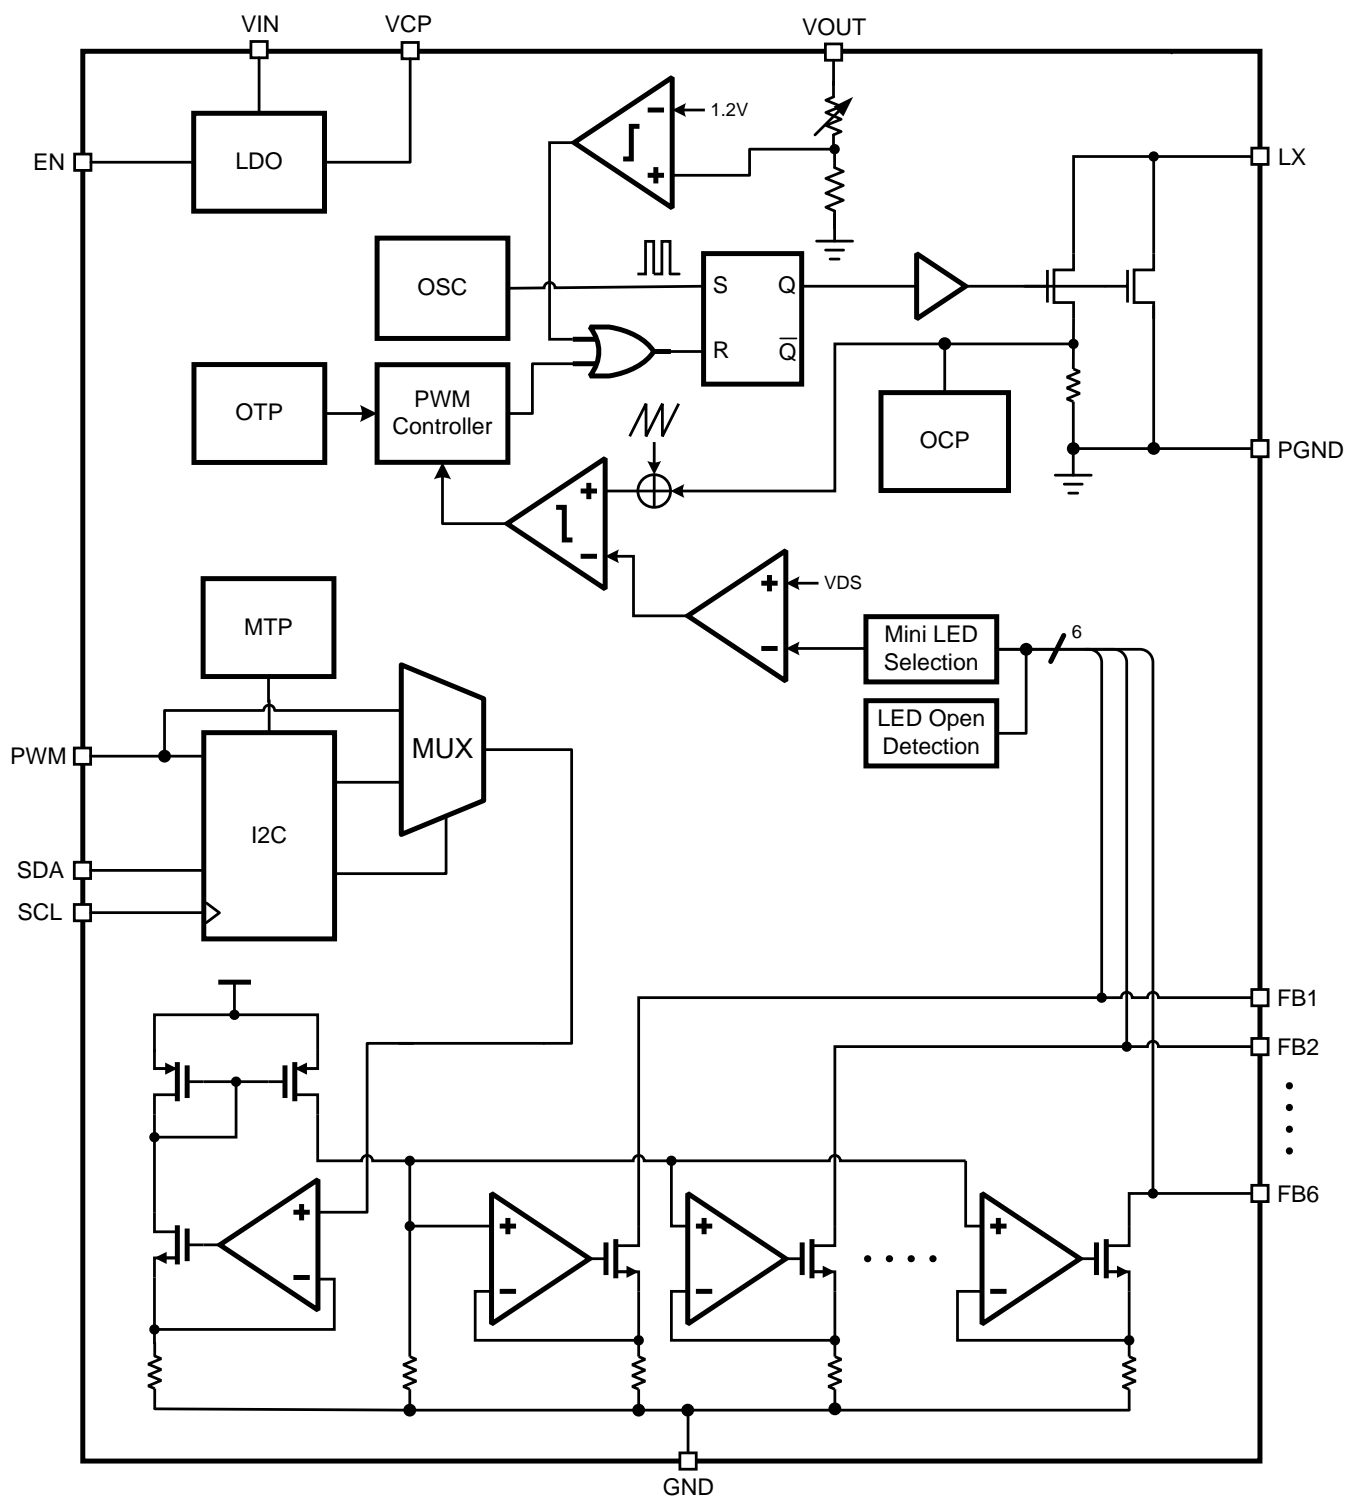 VIN
VCP
VOUT
1.2V
EN
LDO
LX
OSC
S
Q
R
Q̅
OTP
PWM
Controller
OCP
PGND
VDS
MTP
Mini LED
Selection
6
LED Open
Detection
PWM
MUX
I2C
SDA
SCL
FB1
FB2
FB6
GND